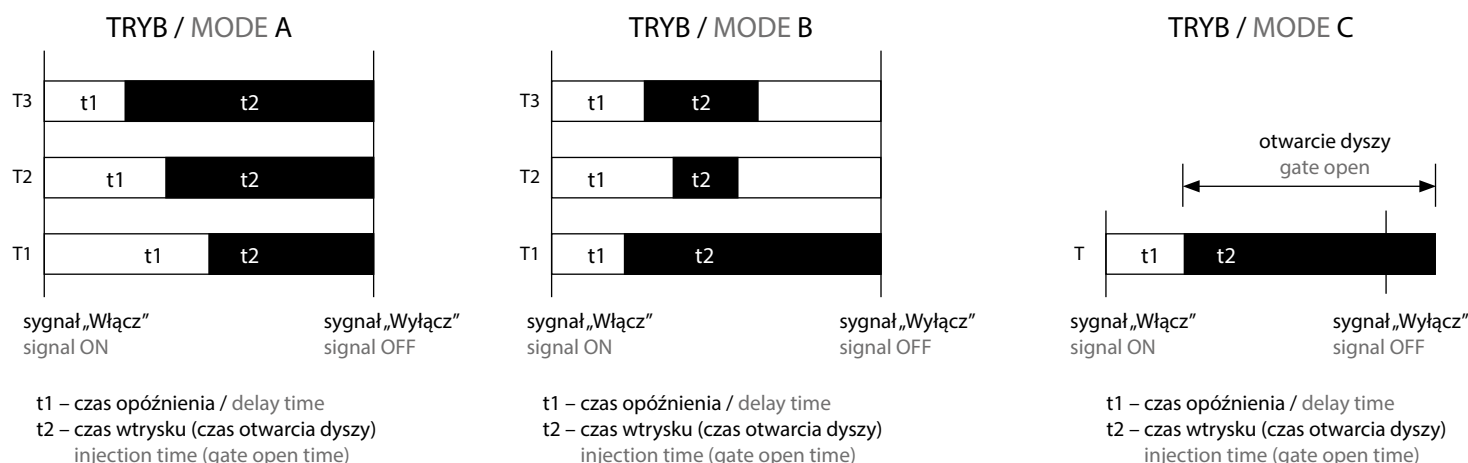 TRYB / MODE A
T3 t1 t2
T2 t1 t2
T1 t1 t2
sygnał „Włącz” sygnał „Wyłącz”
signal ON signal OFF
t1 – czas opóźnienia / delay time
t2 – czas wtrysku (czas otwarcia dyszy)
injection time (gate open time)
TRYB / MODE B
T3 t1 t2
T2 t1 t2
T1 t1 t2
sygnał „Włącz” sygnał „Wyłącz”
signal ON signal OFF
t1 – czas opóźnienia / delay time
t2 – czas wtrysku (czas otwarcia dyszy)
injection time (gate open time)
TRYB / MODE C
otwarcie dyszy
gate open
T t1 t2
sygnał „Włącz” sygnał „Wyłącz”
signal ON signal OFF
t1 – czas opóźnienia / delay time
t2 – czas wtrysku (czas otwarcia dyszy)
injection time (gate open time)